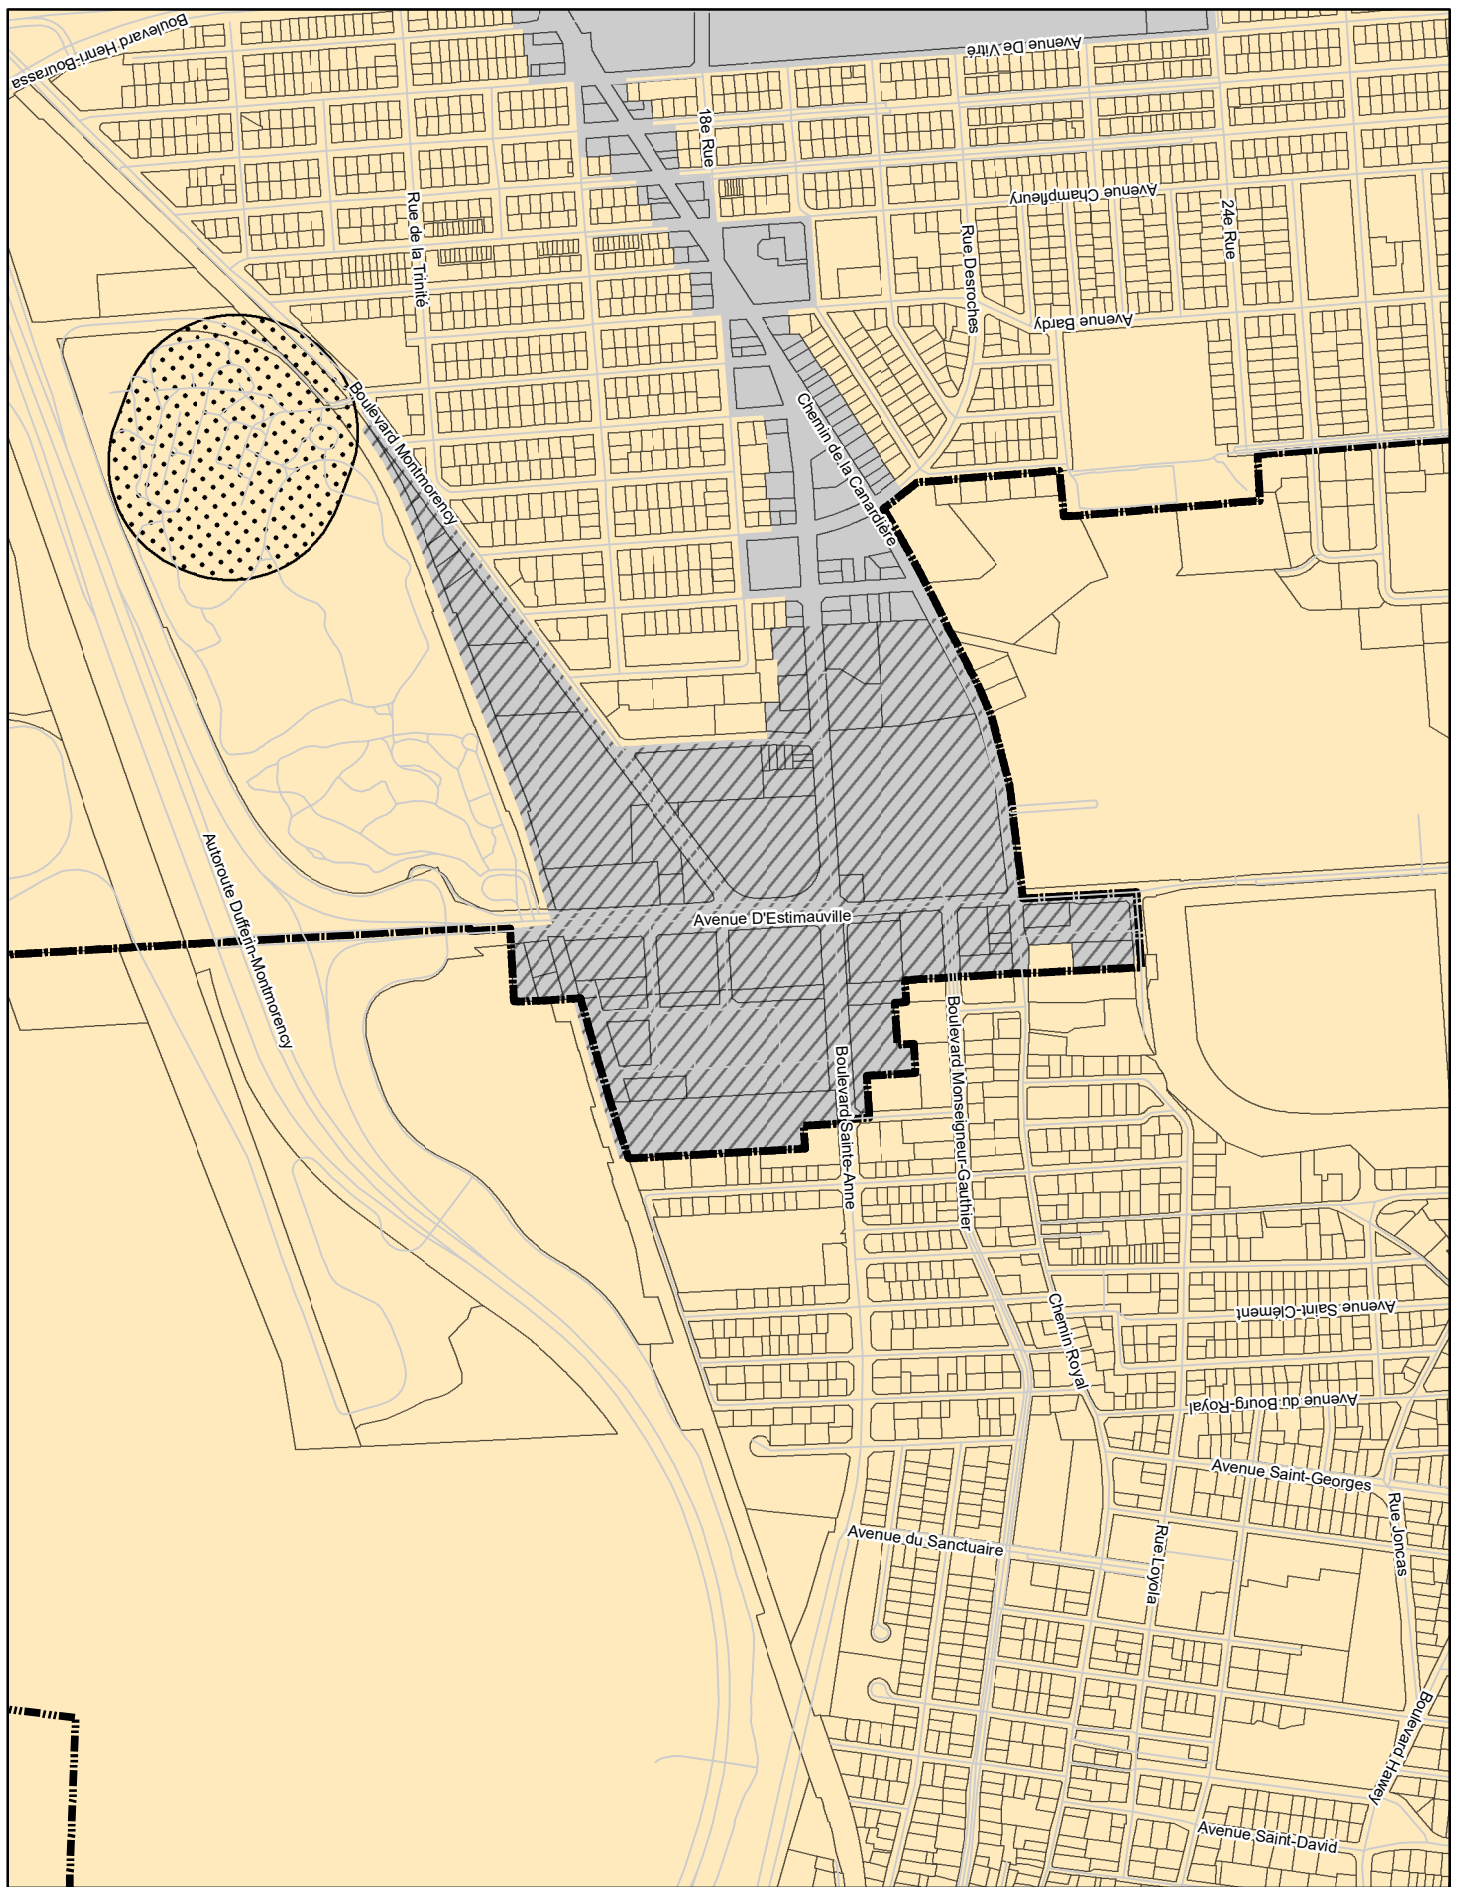 Boulevard Henri-Bourassa
Avenue De Vitré
18e Rue
Avenue Champfleury
Rue de la Trinité
24e Rue
Rue Desroches
Avenue Bardy
Boulevard Montmorency
Chemin de la Canardière
Autoroute Dufferin-Montmorency
Avenue D'Estimauville
Boulevard Sainte-Anne
Boulevard Monseigneur-Gauthier
Chemin Royal
Avenue Saint-Clément
Avenue du Bourg-Royal
Avenue Saint-Georges
Rue Joncas
Avenue du Sanctuaire
Rue Loyola
Boulevard Hawey
Avenue Saint-David